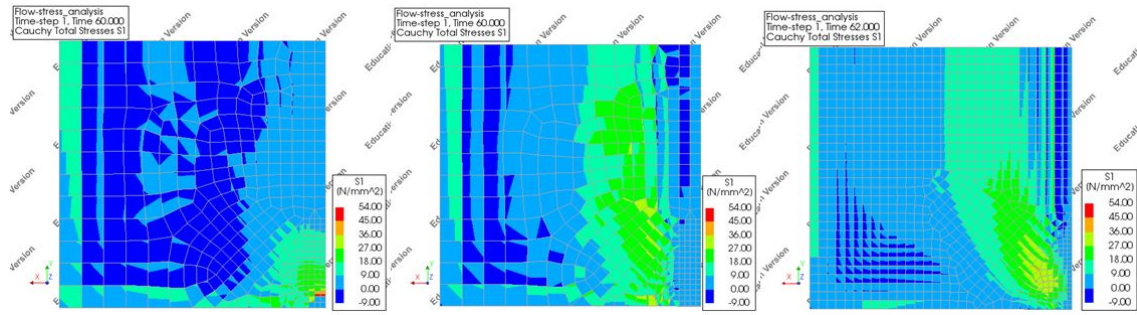 Flow-stress_analysis
Time-step 1, Time 60.000
Cauchy Total Stresses S1
S1
(N/mm^2)
54.00
45.00
36.00
27.00
18.00
9.00
0.00
-9.00
X
Y
Z
Flow-stress_analysis
Time-step 1, Time 60.000
Cauchy Total Stresses S1
S1
(N/mm^2)
54.00
45.00
36.00
27.00
18.00
9.00
0.00
-9.00
X
Y
Z
Flow-stress_analysis
Time-step 1, Time 62.000
Cauchy Total Stresses S1
S1
(N/mm^2)
54.00
45.00
36.00
27.00
18.00
9.00
0.00
-9.00
X
Y
Z